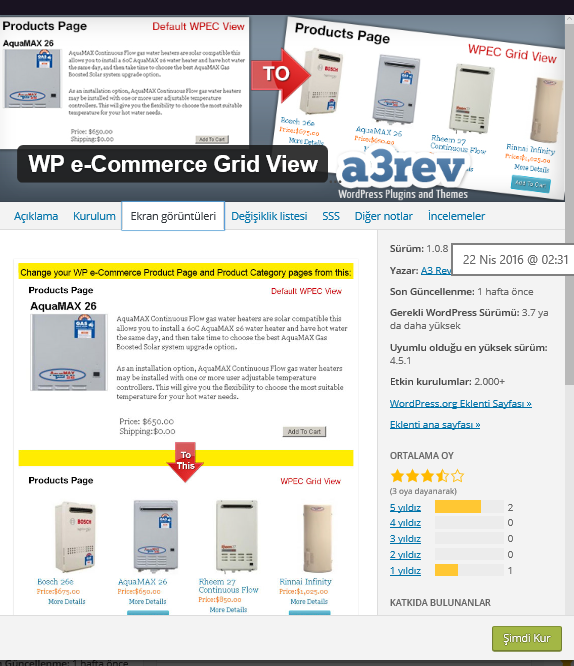 Products Page
Default WPEC View
AquaMAX 26
AquaMAX Continuous Flow gas water heaters are solar compatible this
allows you to install a 60C AquaMAX 26 water heater and have hot water
the same day, and then take time to choose the best AquaMAX Gas
Boosted Solar system upgrade option.
As an installation option, AquaMAX Continuous Flow gas water heaters
may be installed with one or more user adjustable temperature
controllers. This will give you the flexibility to choose the most suitable
temperature for your hot water needs.
Price: $650.00
Shipping:$0.00
Add To Cart
TO
Products Page
WPEC Grid View
BOSCH
Bosch 26e
Price:$675.00
More Details
AquaMAX 26
Price:$650.00
More Details
Rheem 27
Continuous Flow
Rinnai Infinity
Price:$1,025.00
More Details
Add To Cart
WP e-Commerce Grid View
a3rev
WordPress Plugins and Themes
Açıklama
Kurulum
Ekran görüntüleri
Değişiklik listesi
SSS
Diğer notlar
İncelemeler
Change your WP e-Commerce Product Page and Product Category pages from this:
Products Page
Default WPEC View
AquaMAX 26
AquaMAX Continuous Flow gas water heaters are solar compatible this
allows you to install a 60C AquaMAX 26 water heater and have hot water
the same day, and then take time to choose the best AquaMAX Gas
Boosted Solar system upgrade option.
As an installation option, AquaMAX Continuous Flow gas water heaters
may be installed with one or more user adjustable temperature
controllers. This will give you the flexibility to choose the most suitable
temperature for your hot water needs.
Price: $650.00
Shipping:$0.00
Add To Cart
To
This
Products Page
WPEC Grid View
BOSCH
Bosch 26e
Price:$675.00
More Details
AquaMAX 26
Price:$650.00
More Details
Rheem 27
Continuous Flow
Price:$850.00
More Details
Rinnai Infinity
Price:$1,025.00
More Details
Sürüm: 1.0.8
22 Nis 2016 @ 02:31
Yazar: A3 Rev
Son Güncellenme: 1 hafta önce
Gerekli WordPress Sürümü: 3.7 ya
da daha yüksek
Uyumlu olduğu en yüksek sürüm:
4.5.1
Etkin kurulumlar: 2.000+
WordPress.org Eklenti Sayfası »
Eklenti ana sayfası »
ORTALAMA OY
(3 oya dayanarak)
5 yıldız 2
4 yıldız 0
3 yıldız 0
2 yıldız 0
1 yıldız 1
KATKIDA BULUNANLAR
Şimdi Kur
Güncellenme: 1 hafta önce